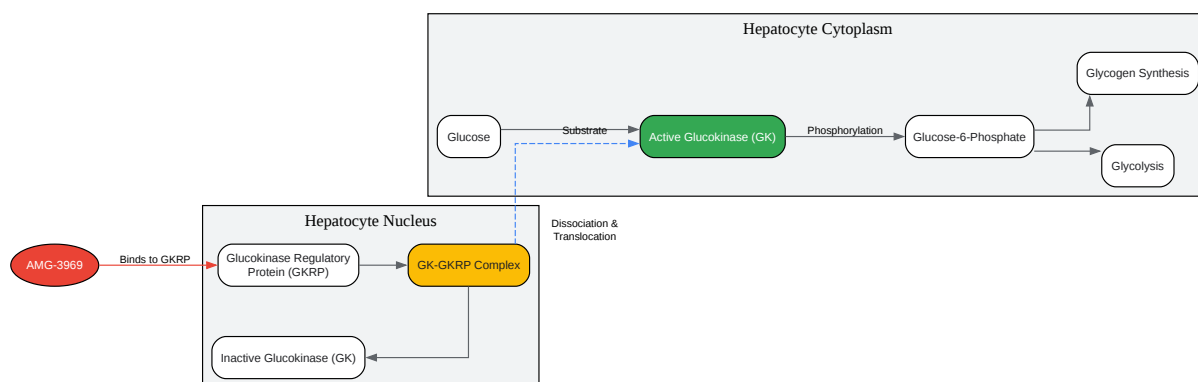 Hepatocyte Cytoplasm
Glycogen Synthesis
Glucose
Substrate
Active Glucokinase (GK)
Phosphorylation
Glucose-6-Phosphate
Glycolysis
Hepatocyte Nucleus
Dissociation &
Translocation
AMG-3969
Binds to GKRP
Glucokinase Regulatory
Protein (GKRP)
GK-GKRP Complex
Inactive Glucokinase (GK)